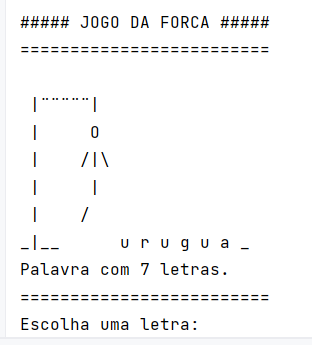 ##### JOGO DA FORCA #####
=========================
 |¨¨¨¨¨|
 |     O
 |    /|\
 |     |
 |    /
_|__      u r u g u a _
Palavra com 7 letras.
=========================
Escolha uma letra: